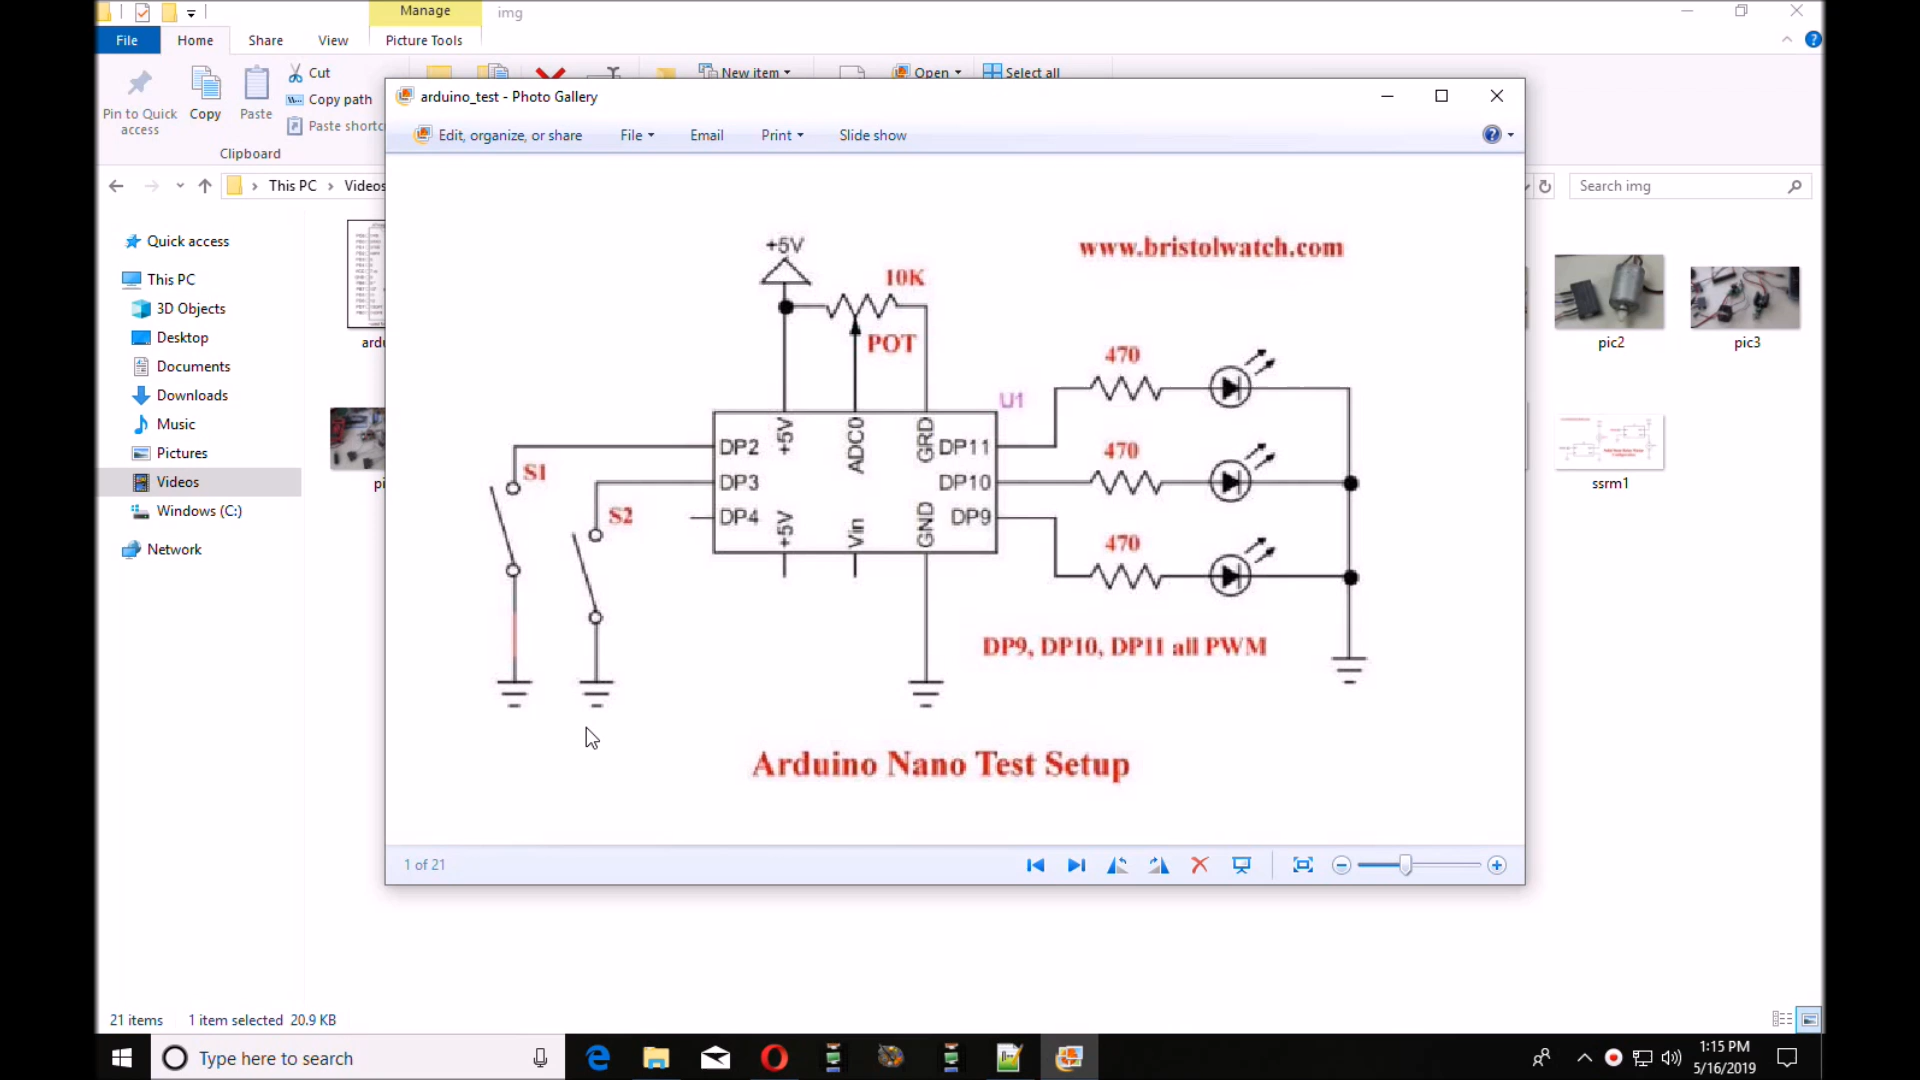 Manage
img
File
Home
Share
View
Picture Tools
Cut
Copy path
Pin to Quick access
Copy
Paste
Clipboard
New item
Open
Select all
arduino_test - Photo Gallery
Edit, organize, or share
File
Email
Print
Slide show
This PC
Videos
Search img
Quick access
This PC
3D Objects
Desktop
Documents
Downloads
Music
Pictures
Videos
Windows (C:)
Network
pic2
pic3
ssrm1
+5V
10K
POT
www.bristolwatch.com
470
U1
DP2
+5V
ADC0
GRD
DP11
S1
470
DP3
DP10
S2
DP4
+5V
Vin
GND
DP9
470
DP9, DP10, DP11 all PWM
Arduino Nano Test Setup
1 of 21
21 items
1 item selected 20.9 KB
Type here to search
1:15 PM
5/16/2019